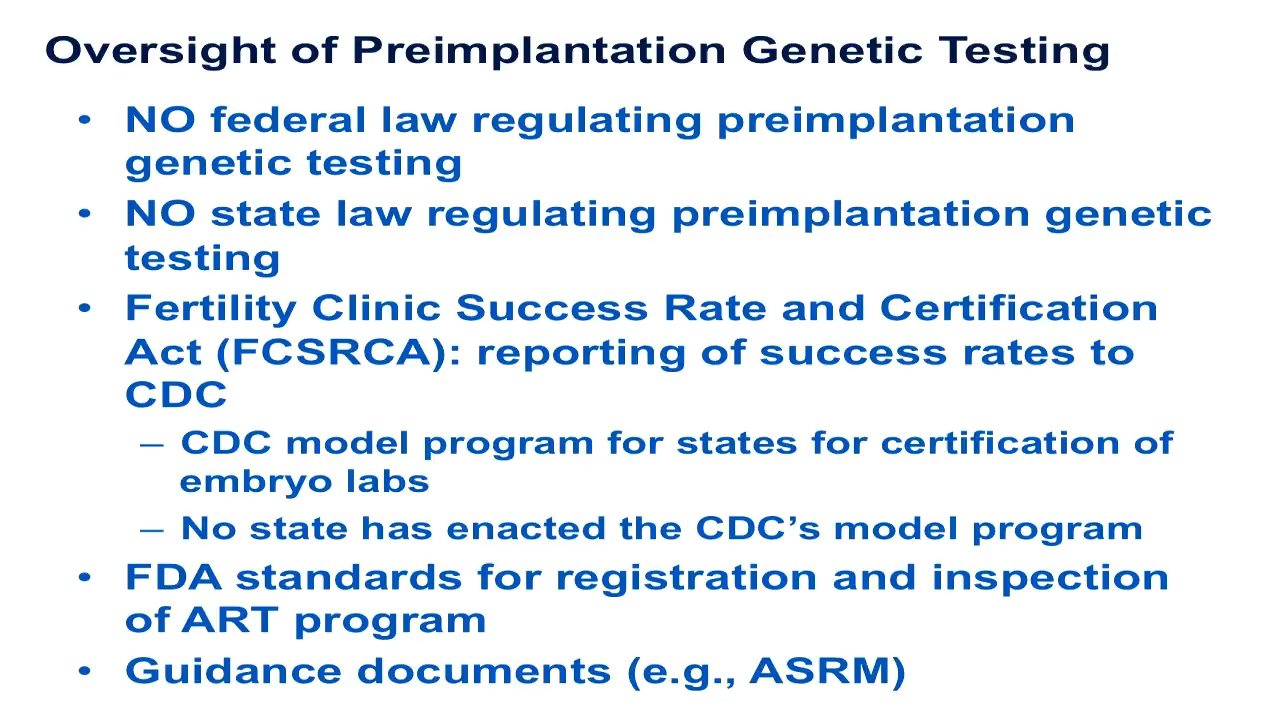 Oversight of Preimplantation Genetic Testing
• NO federal law regulating preimplantation
genetic testing
• NO state law regulating preimplantation genetic
testing
• Fertility Clinic Success Rate and Certification
Act (FCSRCA): reporting of success rates to
CDC
– CDC model program for states for certification of
embryo labs
– No state has enacted the CDC’s model program
• FDA standards for registration and inspection
of ART program
• Guidance documents (e.g., ASRM)